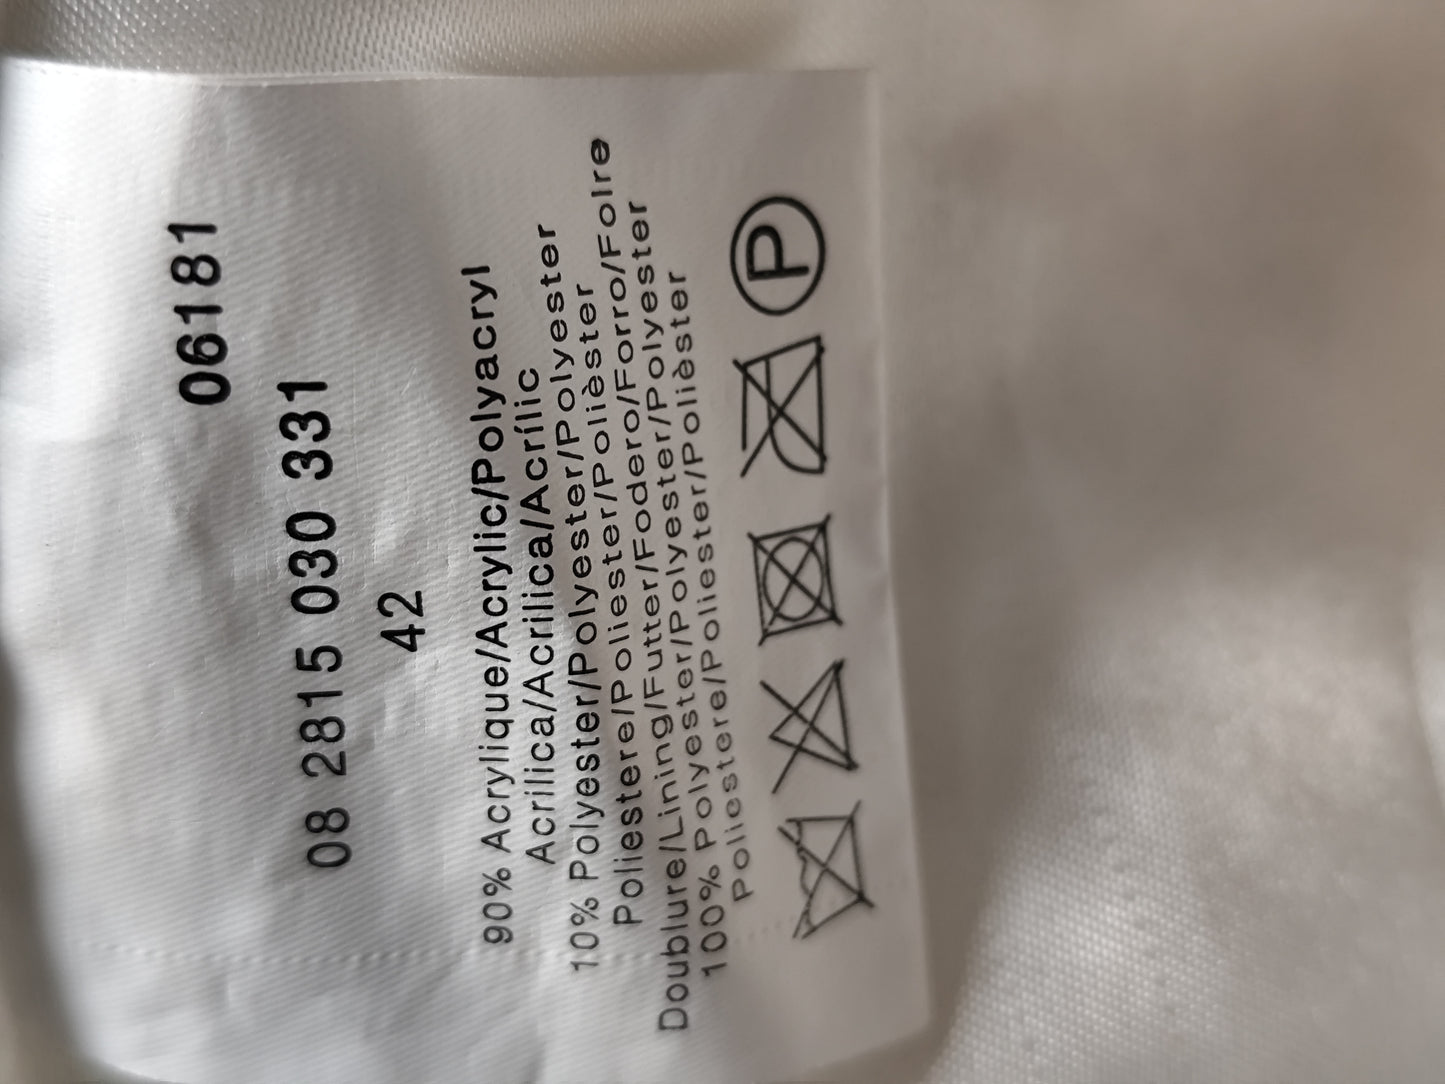 06181
08 2815 030 331
42
90% Acrylique/Acrylic/Polyacryl
Acrilica/Acrilica/Acrílic
10% Polyester/Polyester/Polyester
Poliestere/Poliester/Polièster
Doublure/Lining/Futter/Fodero/Forro/Folre
100% Polyester/Polyester/Polyester
Poliestere/Poliester/Polièster
P